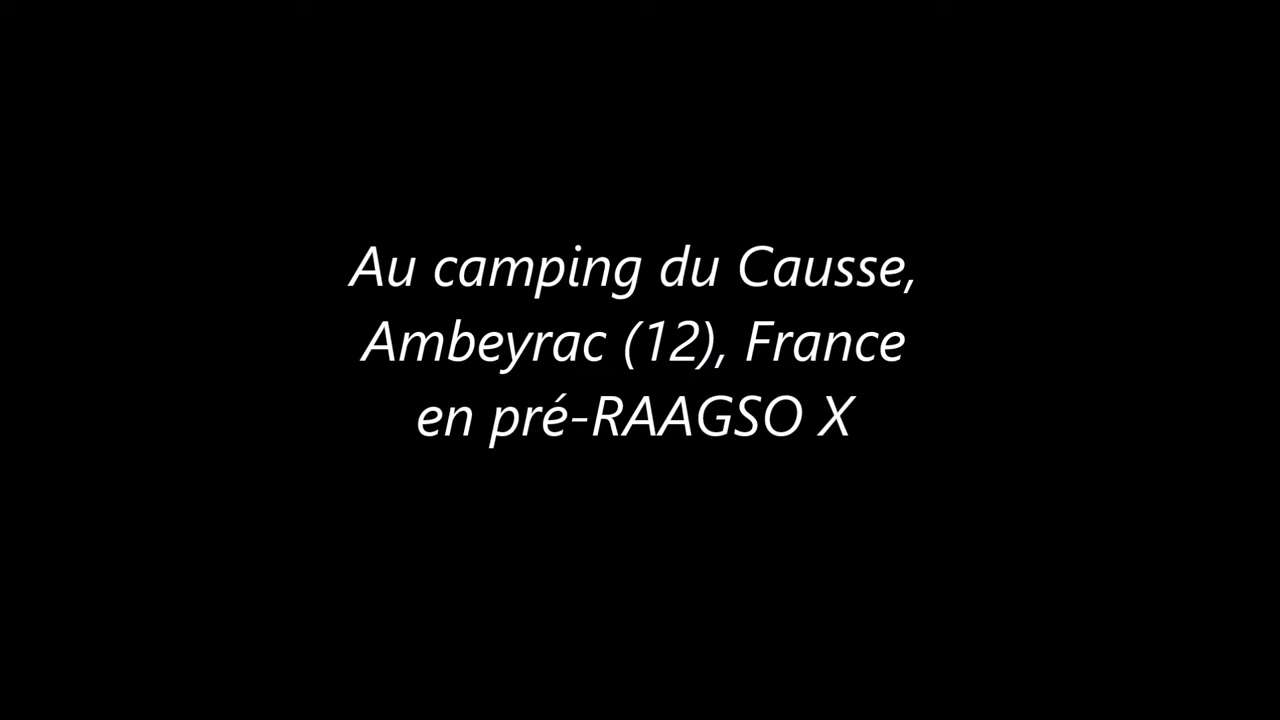 Au camping du Causse,
Ambeyrac (12), France
en pré-RAAGSO X